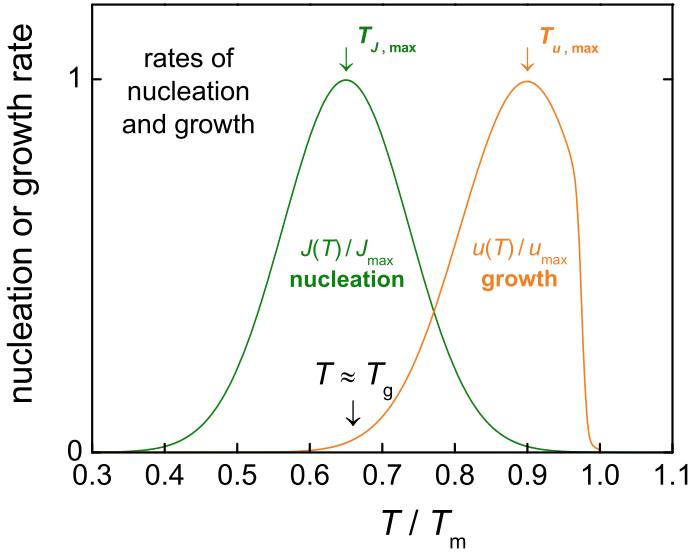 nucleation or growth rate
1
0
rates of
nucleation
and growth
T_J, max
T_u, max
J(T) / J_max
nucleation
u(T) / u_max
growth
T ≈ T_g
0.3 0.4 0.5 0.6 0.7 0.8 0.9 1.0 1.1
T / T_m